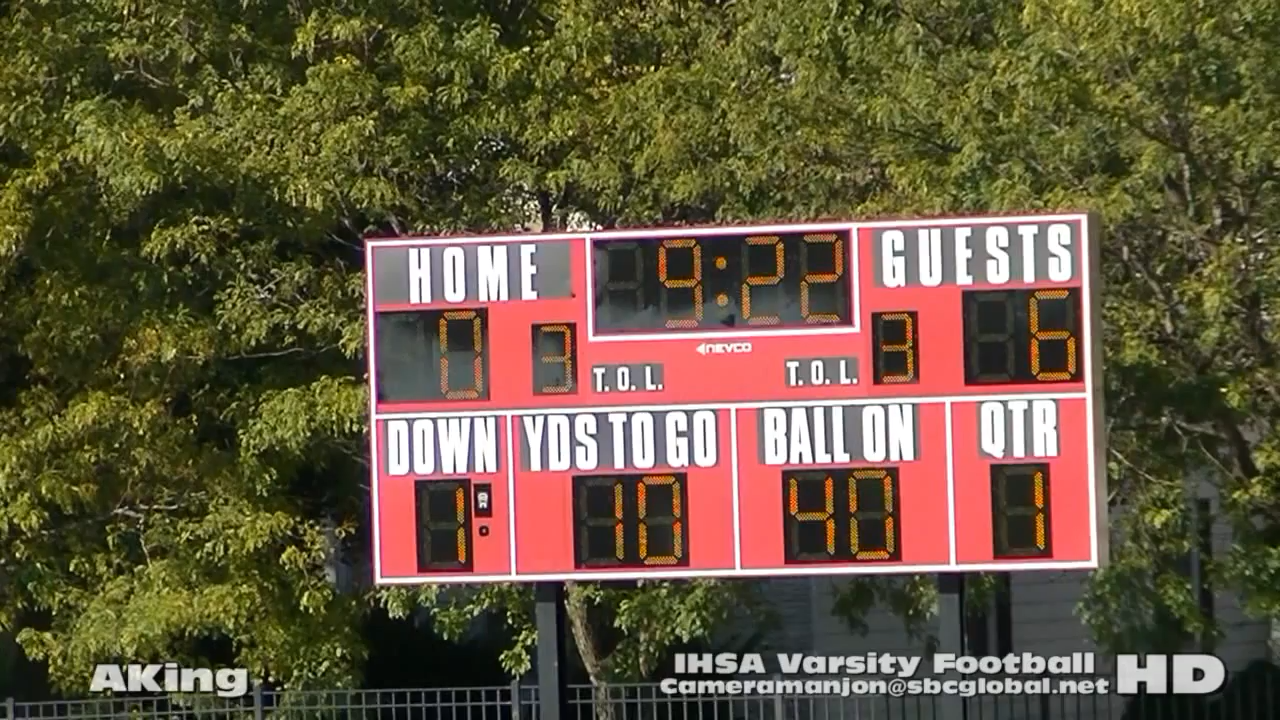 HOME 9:22 GUESTS
0 3 T.O.L. NEVCO T.O.L. 3 6
DOWN YDS TO GO BALL ON QTR
1 10 40 1
AKing
IHSA Varsity Football HD
Cameramanjon@sbcglobal.net